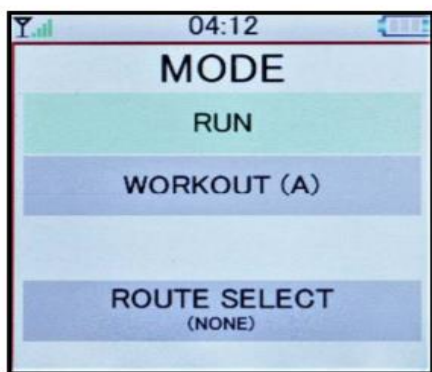 04:12
MODE
RUN
WORKOUT (A)
ROUTE SELECT
(NONE)